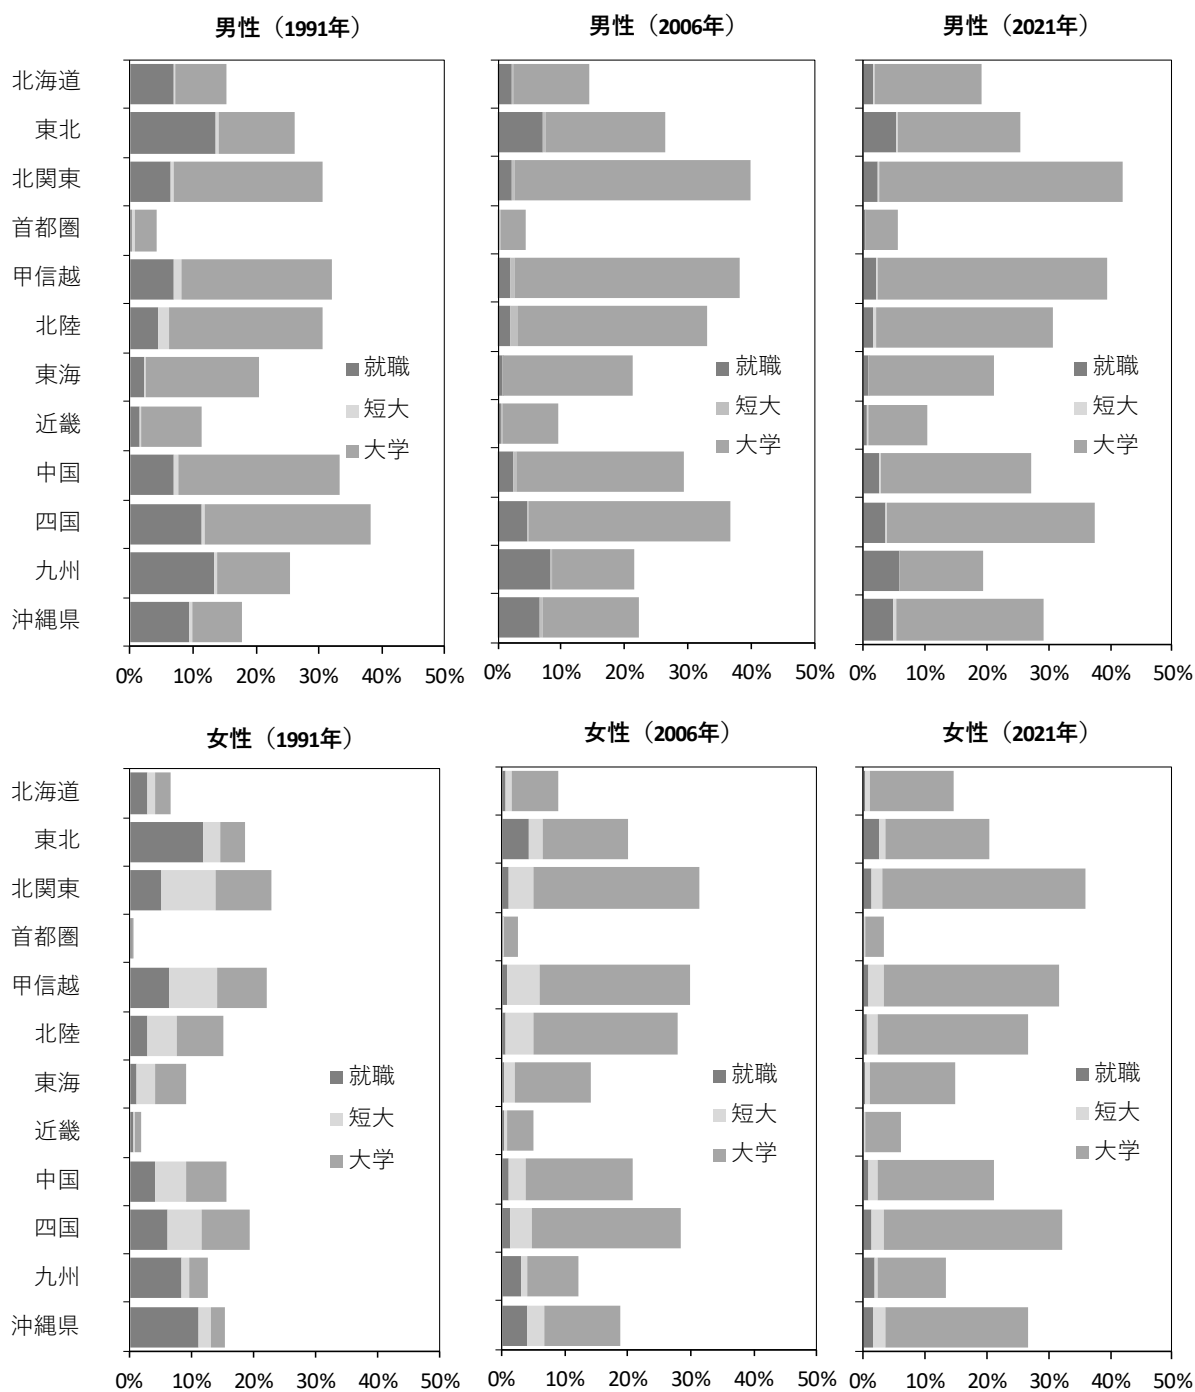 男性（1991年） 男性（2006年） 男性（2021年）
北海道
東北
北関東
首都圏
甲信越
北陸
東海
近畿
中国
四国
九州
沖縄県
就職 就職 就職
短大 短大 短大
大学 大学 大学
0% 10% 20% 30% 40% 50% 0% 10% 20% 30% 40% 50% 0% 10% 20% 30% 40% 50%
女性（1991年） 女性（2006年） 女性（2021年）
北海道
東北
北関東
首都圏
甲信越
北陸
東海
近畿
中国
四国
九州
沖縄県
就職 就職 就職
短大 短大 短大
大学 大学 大学
0% 10% 20% 30% 40% 50% 0% 10% 20% 30% 40% 50% 0% 10% 20% 30% 40% 50%